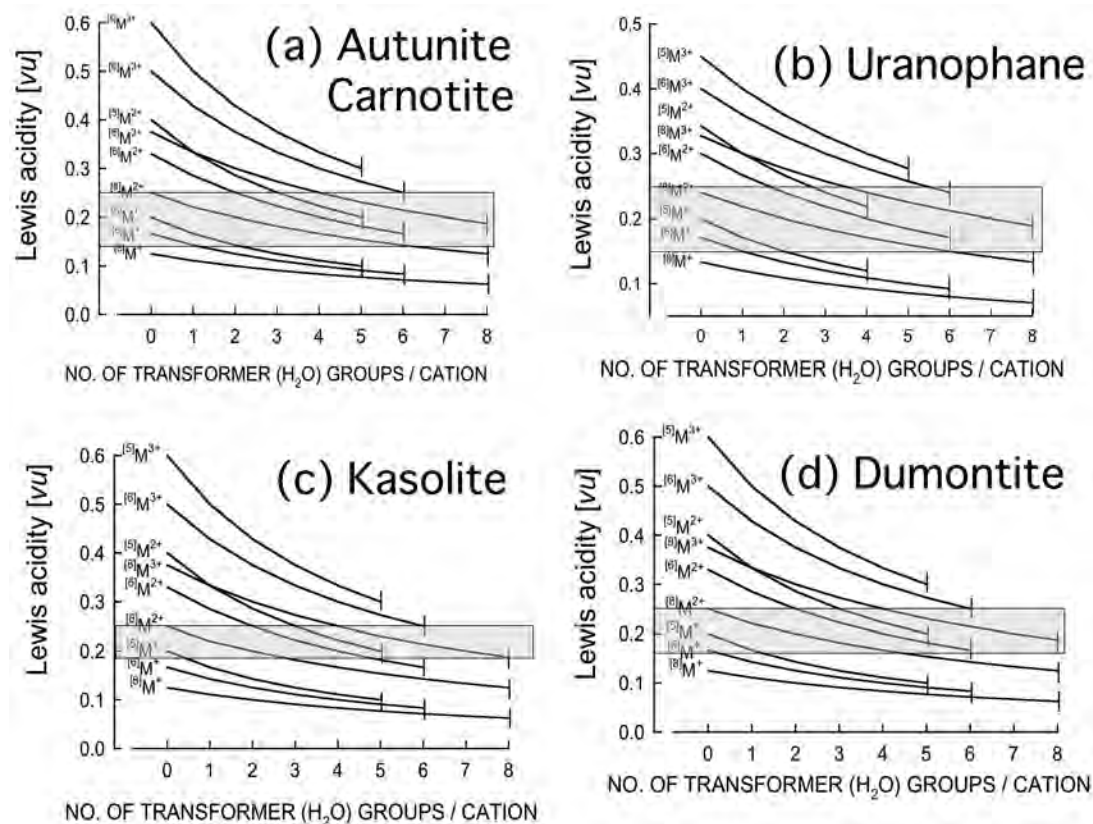 (a) Autunite
Carnotite
Lewis acidity [vu]
0.6
0.5
0.4
0.3
0.2
0.1
0.0
[6]M3+
[5]M2+
[6]M3+
[6]M2+
[8]M2+
[5]M+
[8]M+
0 1 2 3 4 5 6 7 8
NO. OF TRANSFORMER (H2O) GROUPS / CATION
(b) Uranophane
Lewis acidity [vu]
0.5
0.4
0.3
0.2
0.1
[5]M3+
[6]M3+
[5]M2+
[8]M3+
[6]M2+
[8]M2+
[5]M+
0 1 2 3 4 5 6 7 8
NO. OF TRANSFORMER (H2O) GROUPS / CATION
(c) Kasolite
Lewis acidity [vu]
0.6
0.5
0.4
0.3
0.2
0.1
0.0
[5]M3+
[6]M3+
[5]M2+
[8]M3+
[6]M2+
[8]M2+
[5]M+
[6]M+
[8]M+
0 1 2 3 4 5 6 7 8
NO. OF TRANSFORMER (H2O) GROUPS / CATION
(d) Dumontite
Lewis acidity [vu]
0.6
0.5
0.4
0.3
0.2
0.1
0.0
[5]M3+
[6]M3+
[5]M2+
[8]M3+
[6]M2+
[8]M2+
[5]M+
[6]M+
[8]M+
0 1 2 3 4 5 6 7 8
NO. OF TRANSFORMER (H2O) GROUPS / CATION